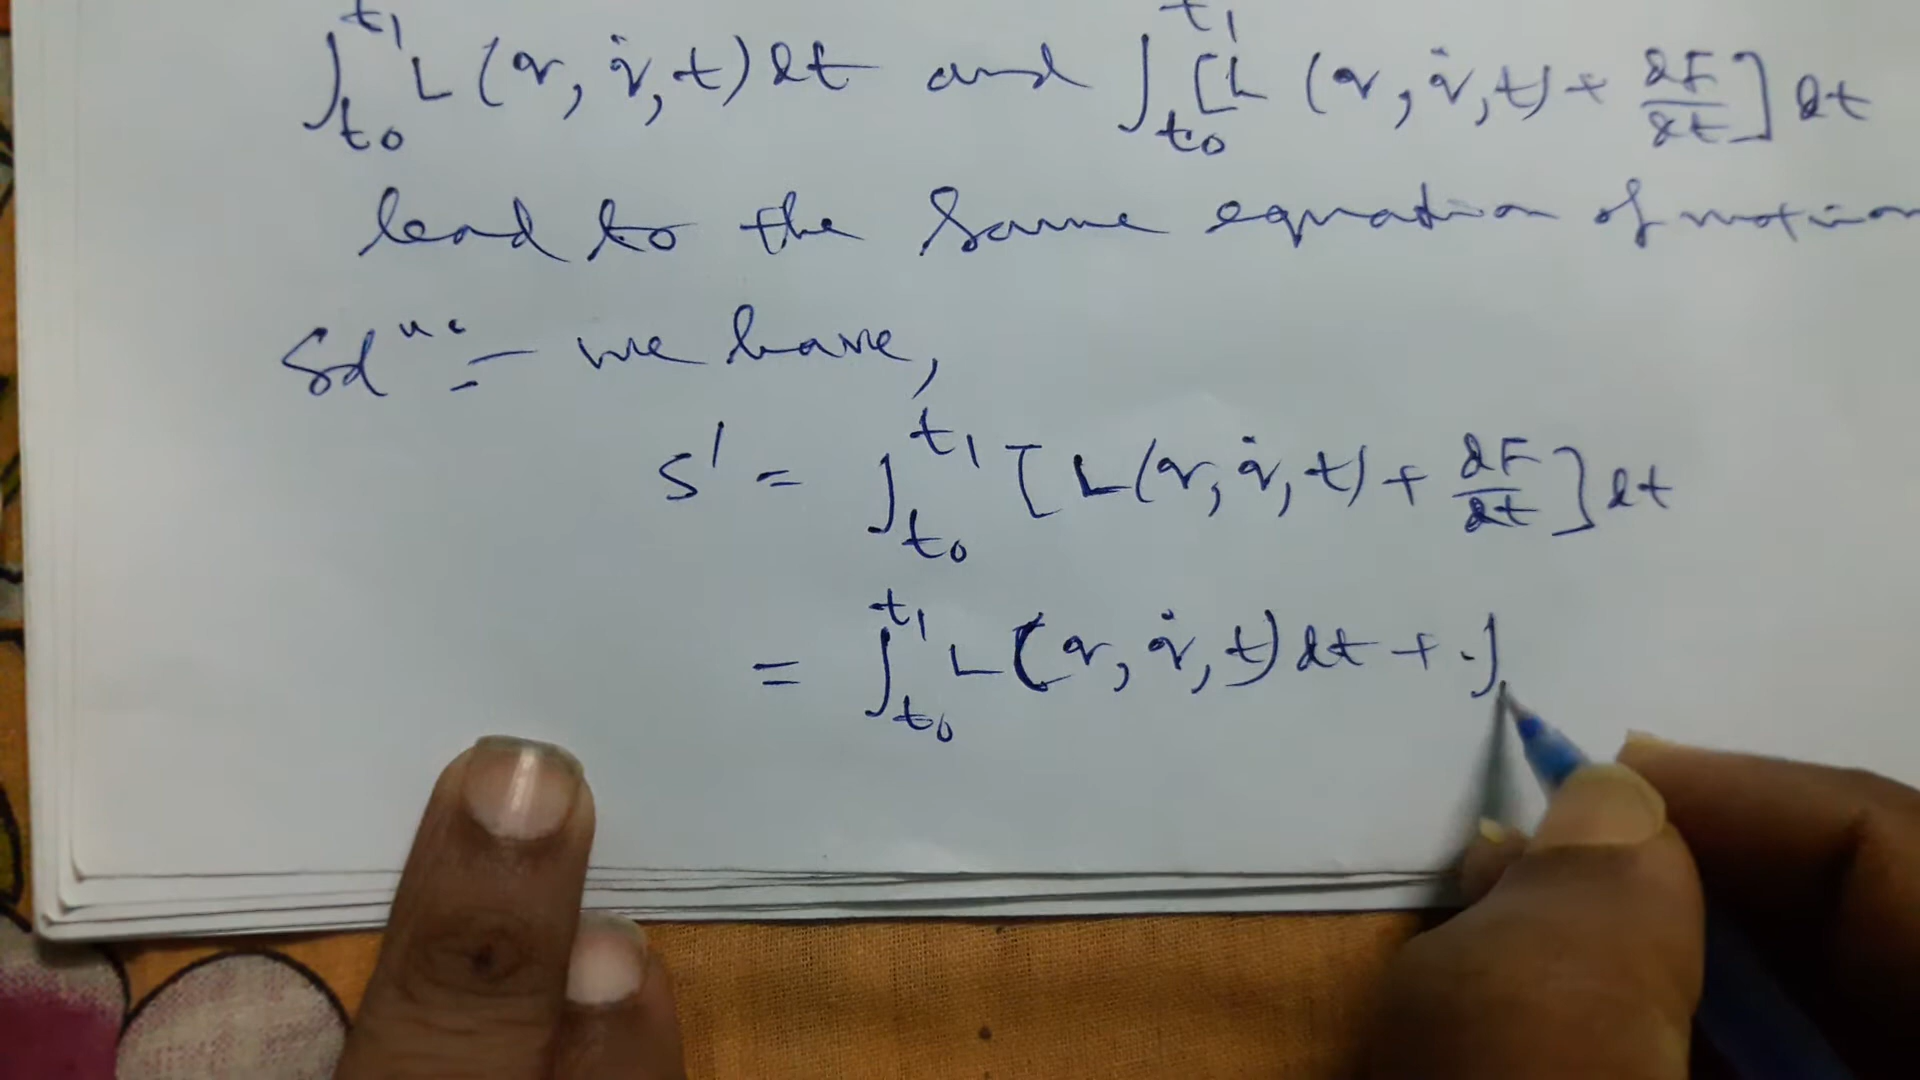 ∫_{t0}^{t1} L (q, q̇, t) dt and ∫_{t0}^{t1} [L (q, q̇, t) + dF/dt] dt
lead to the same equation of motion
Solⁿ:- we have,
S' = ∫_{t0}^{t1} [L(q, q̇, t) + dF/dt] dt
= ∫_{t0}^{t1} L(q, q̇, t) dt + ∫